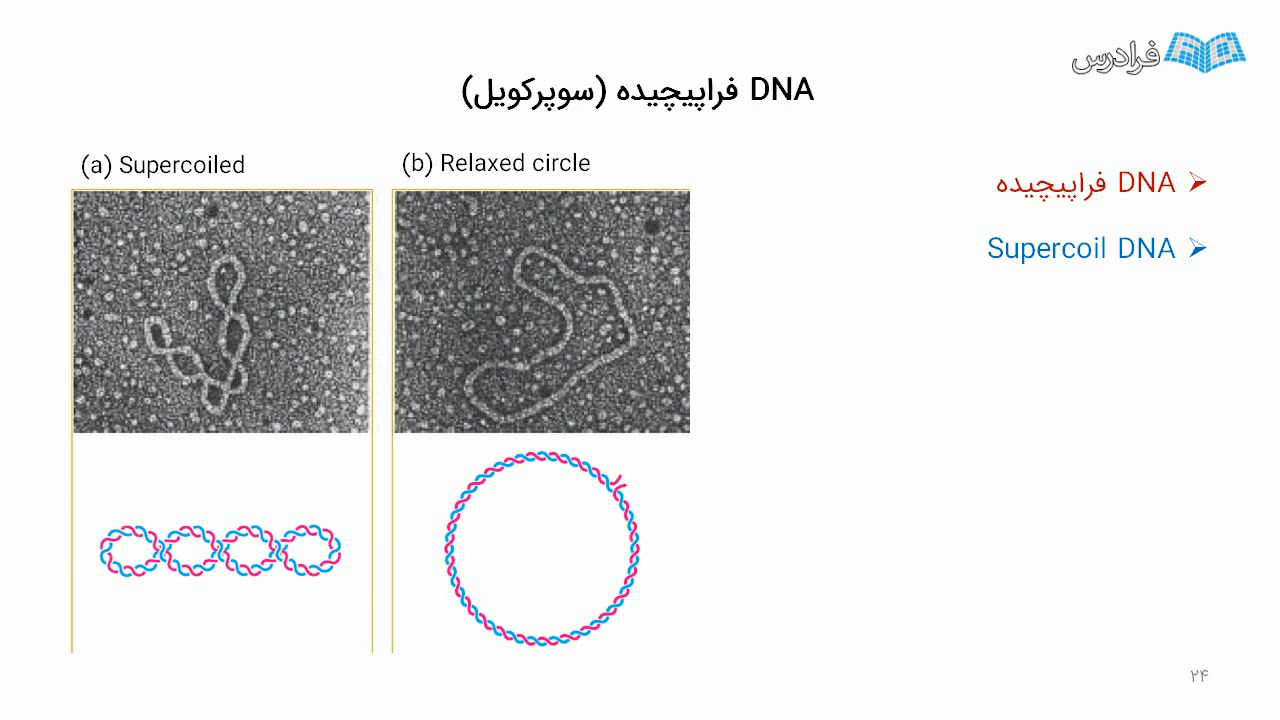 فرادرس
DNA فراپیچیده (سوپرکویل)
(a) Supercoiled
(b) Relaxed circle
➢ DNA فراپیچیده
➢ Supercoil DNA
۲۴